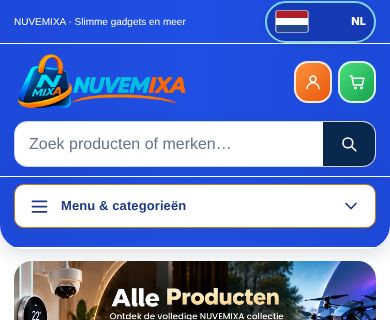 NUVEMIXA · Slimme gadgets en meer
NL
N
MIXA
NUVEMIXA
Zoek producten of merken...
Menu & categorieën
Alle Producten
Ontdek de volledige NUVEMIXA collectie
22°